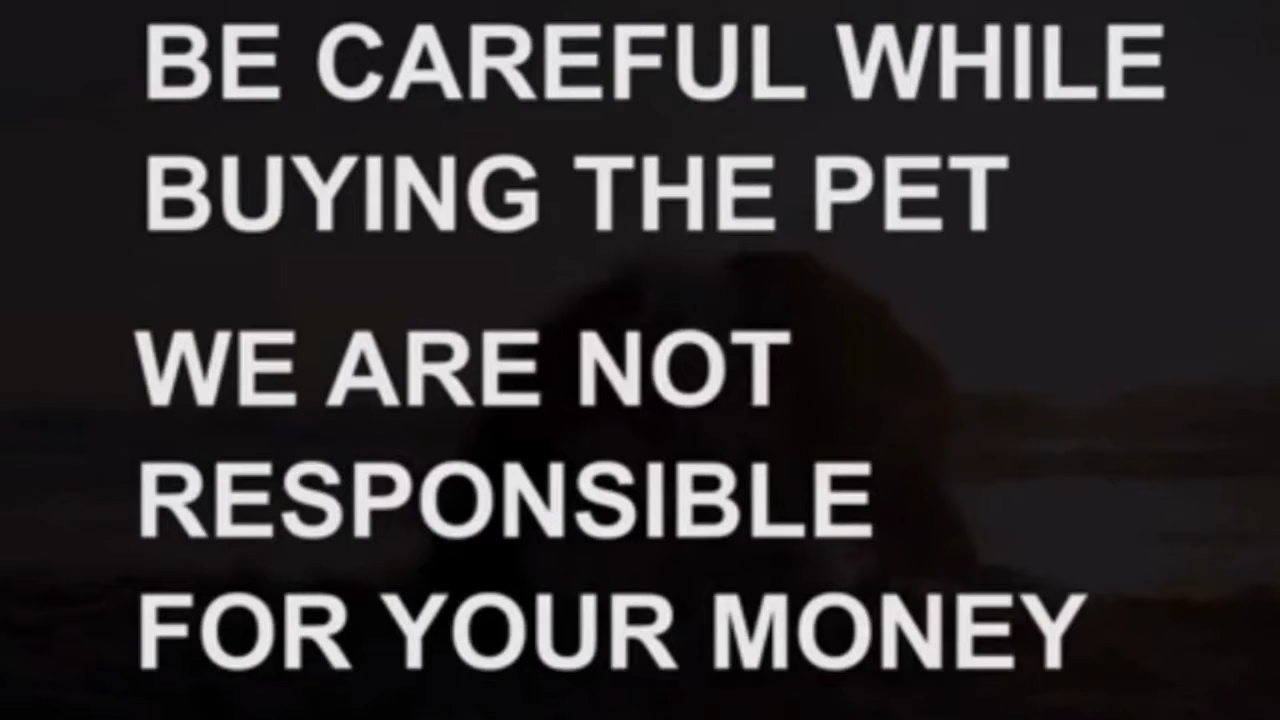 BE CAREFUL WHILE
BUYING THE PET
WE ARE NOT
RESPONSIBLE
FOR YOUR MONEY